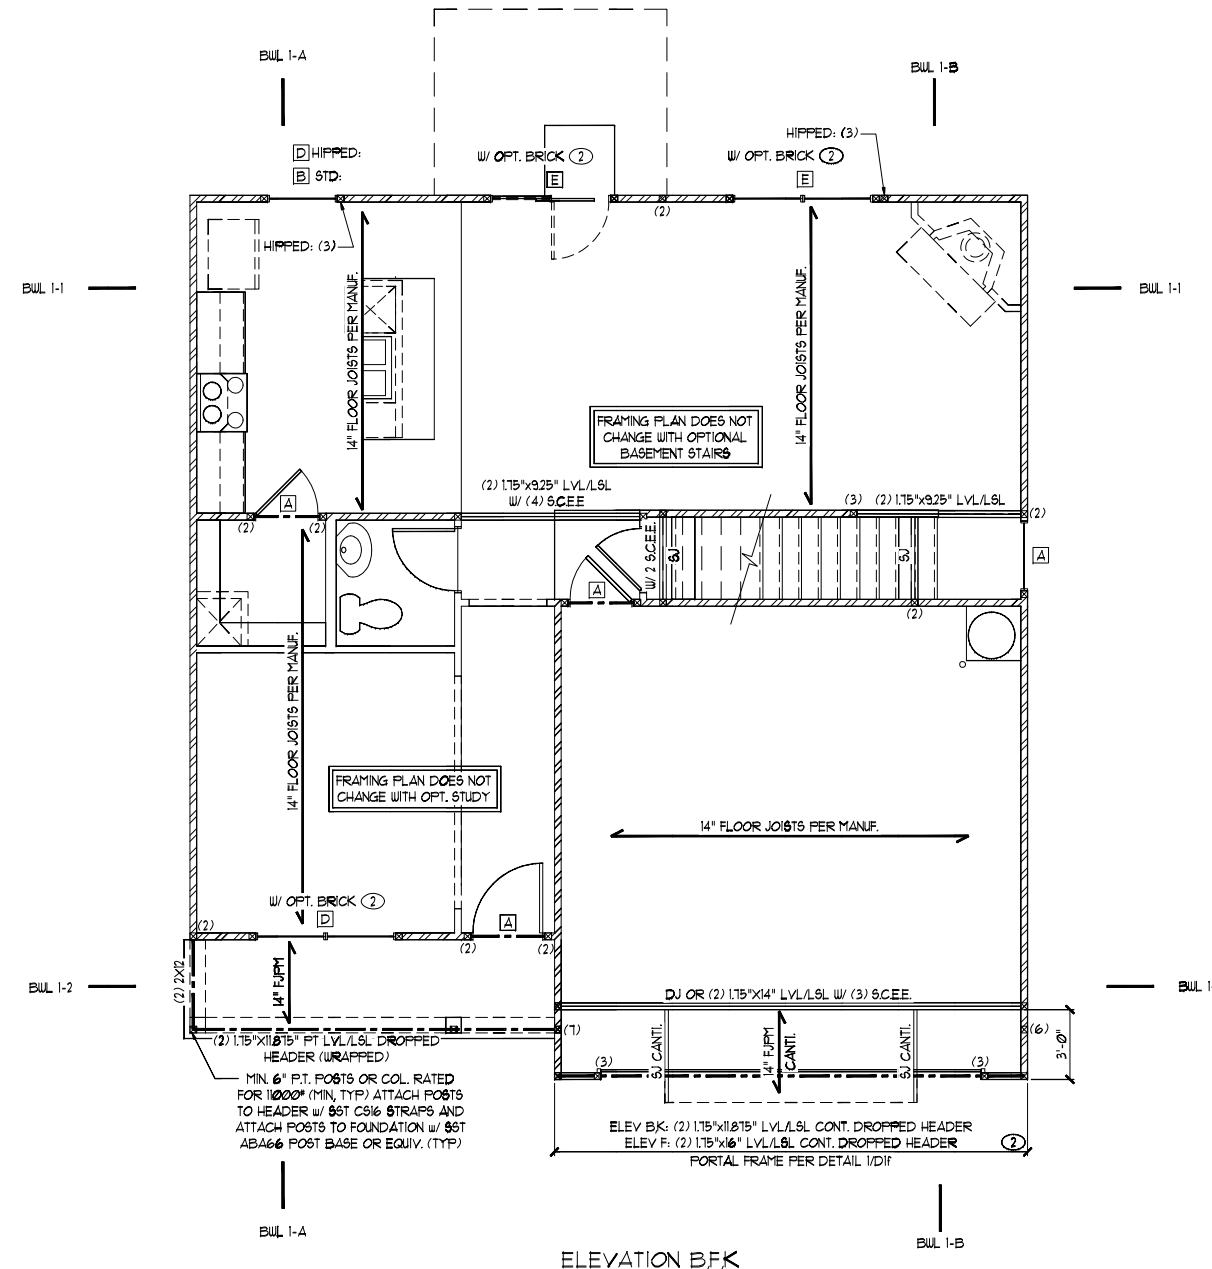 BWL 1-A
BWL 1-B
HIPPED: (3)
D HIPPED:
W/ OPT. BRICK 2
W/ OPT. BRICK 2
B STD:
E
E
(2)
HIPPED: (3)
BWL 1-1
BWL 1-1
14" FLOOR JOISTS PER MANUF.
14" FLOOR JOISTS PER MANUF.
FRAMING PLAN DOES NOT
CHANGE WITH OPTIONAL
BASEMENT STAIRS
(2) 1.75"x9.25" LVL/LSL
W/ (4) S.C.E.E
(3) (2) 1.75"x9.25" LVL/LSL
A
(2)
(2)
(2)
W/ 2 S.C.E.E.
SJ
SJ
A
A
(2)
14" FLOOR JOISTS PER MANUF.
FRAMING PLAN DOES NOT
CHANGE WITH OPT. STUDY
14" FLOOR JOISTS PER MANUF.
W/ OPT. BRICK 2
D
A
(2)
(2)
(2)
(2) 2X12
14" FJPM
BWL 1-2
BWL 1-
DJ OR (2) 1.75"X14" LVL/LSL W/ (3) S.C.E.E.
(7)
(6)
(2) 1.75"X11.875" PT LVL/LSL DROPPED
HEADER (WRAPPED)
SJ CANTI.
14" FJPM
CANTI.
SJ CANTI.
3'-0"
(3)
(3)
MIN. 6" P.T. POSTS OR COL. RATED
FOR 11000# (MIN, TYP) ATTACH POSTS
TO HEADER w/ SST CS16 STRAPS AND
ATTACH POSTS TO FOUNDATION w/ SST
ABA66 POST BASE OR EQUIV. (TYP)
ELEV B,K: (2) 1.75"x11.875" LVL/LSL CONT. DROPPED HEADER
ELEV F: (2) 1.75"x16" LVL/LSL CONT. DROPPED HEADER 2
PORTAL FRAME PER DETAIL 1/D1f
BWL 1-A
BWL 1-B
ELEVATION B,F,K